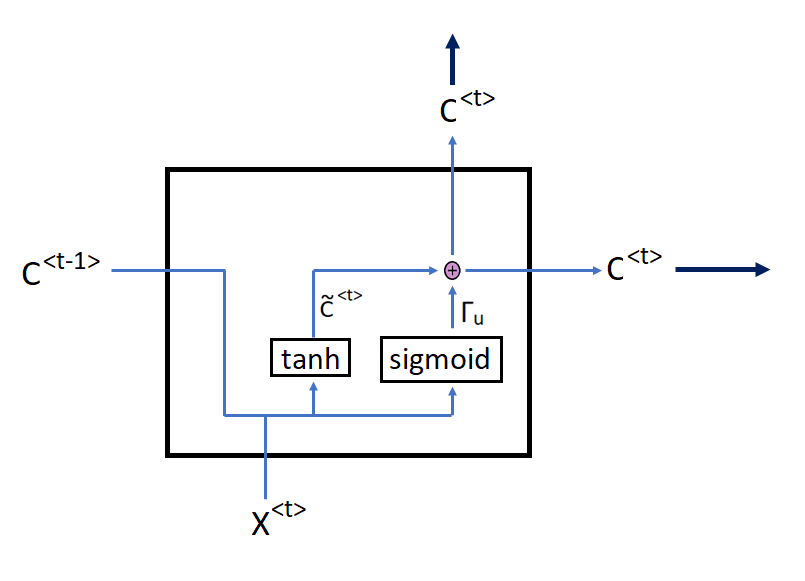 C<t>
C<t-1>
+
C<t>
c̃<t>
Γu
tanh
sigmoid
X<t>